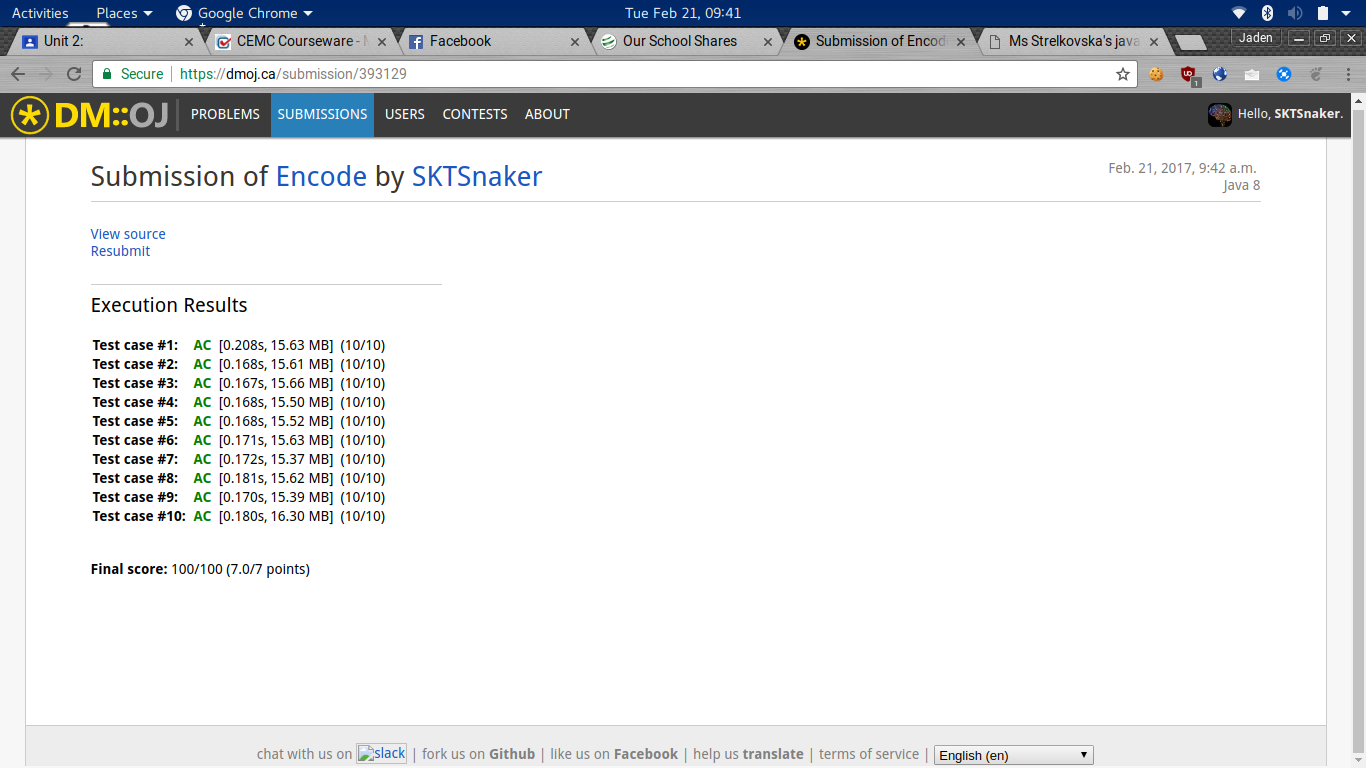 Activities Places Google Chrome Tue Feb 21, 09:41
Unit 2: CEMC Courseware - Facebook Our School Shares Submission of Encod Ms Strelkovska's java Jaden
Secure https://dmoj.ca/submission/393129
DM::OJ PROBLEMS SUBMISSIONS USERS CONTESTS ABOUT Hello, SKTSnaker.
Submission of Encode by SKTSnaker
Feb. 21, 2017, 9:42 a.m.
Java 8
View source
Resubmit
Execution Results
Test case #1: AC [0.208s, 15.63 MB] (10/10)
Test case #2: AC [0.168s, 15.61 MB] (10/10)
Test case #3: AC [0.167s, 15.66 MB] (10/10)
Test case #4: AC [0.168s, 15.50 MB] (10/10)
Test case #5: AC [0.168s, 15.52 MB] (10/10)
Test case #6: AC [0.171s, 15.63 MB] (10/10)
Test case #7: AC [0.172s, 15.37 MB] (10/10)
Test case #8: AC [0.181s, 15.62 MB] (10/10)
Test case #9: AC [0.170s, 15.39 MB] (10/10)
Test case #10: AC [0.180s, 16.30 MB] (10/10)
Final score: 100/100 (7.0/7 points)
chat with us on slack | fork us on Github | like us on Facebook | help us translate | terms of service | English (en)